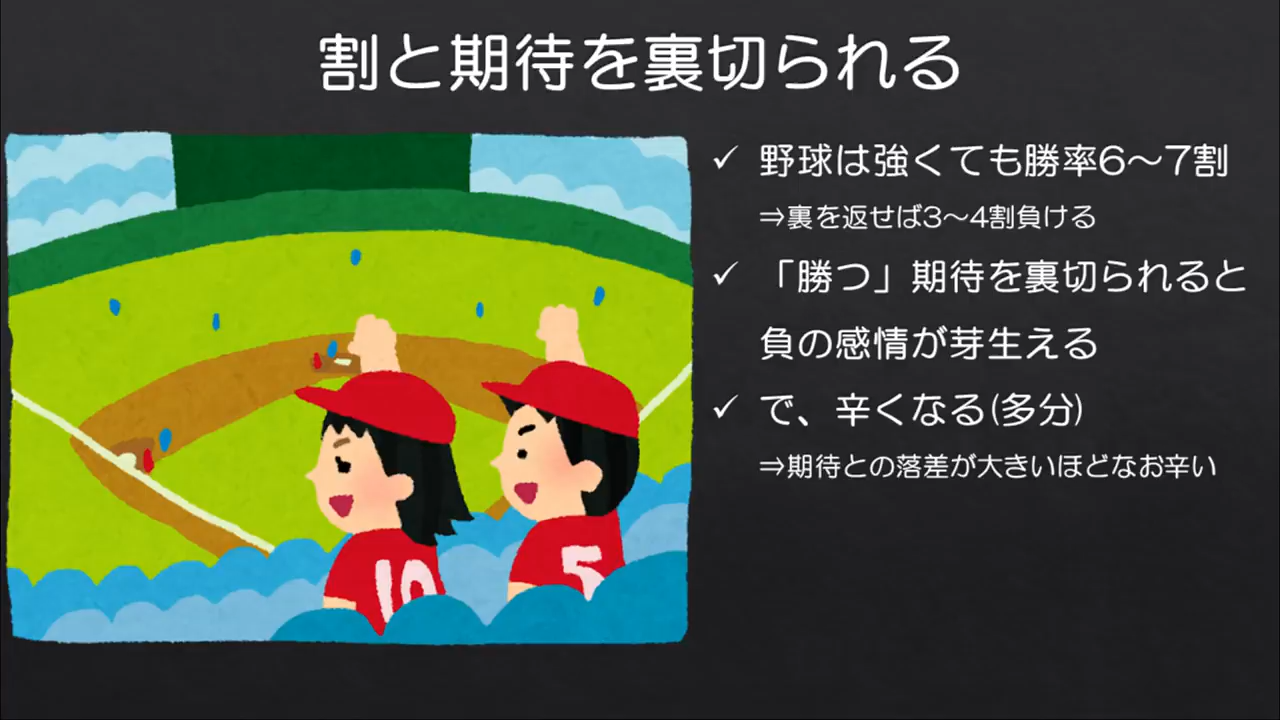 割と期待を裏切られる
✓ 野球は強くても勝率6～7割
⇒裏を返せば3～4割負ける
✓ 「勝つ」期待を裏切られると
負の感情が芽生える
✓ で、辛くなる(多分)
⇒期待との落差が大きいほどなお辛い
10
5